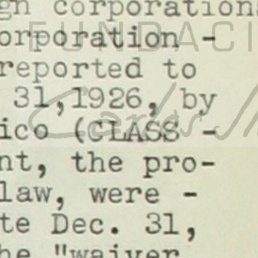 gn corporations
orporation -
FUNDACI
reported to
31, 1926, by
ico (CLASS -
nt, the pro-
law, were -
te Dec. 31,
he "waiver